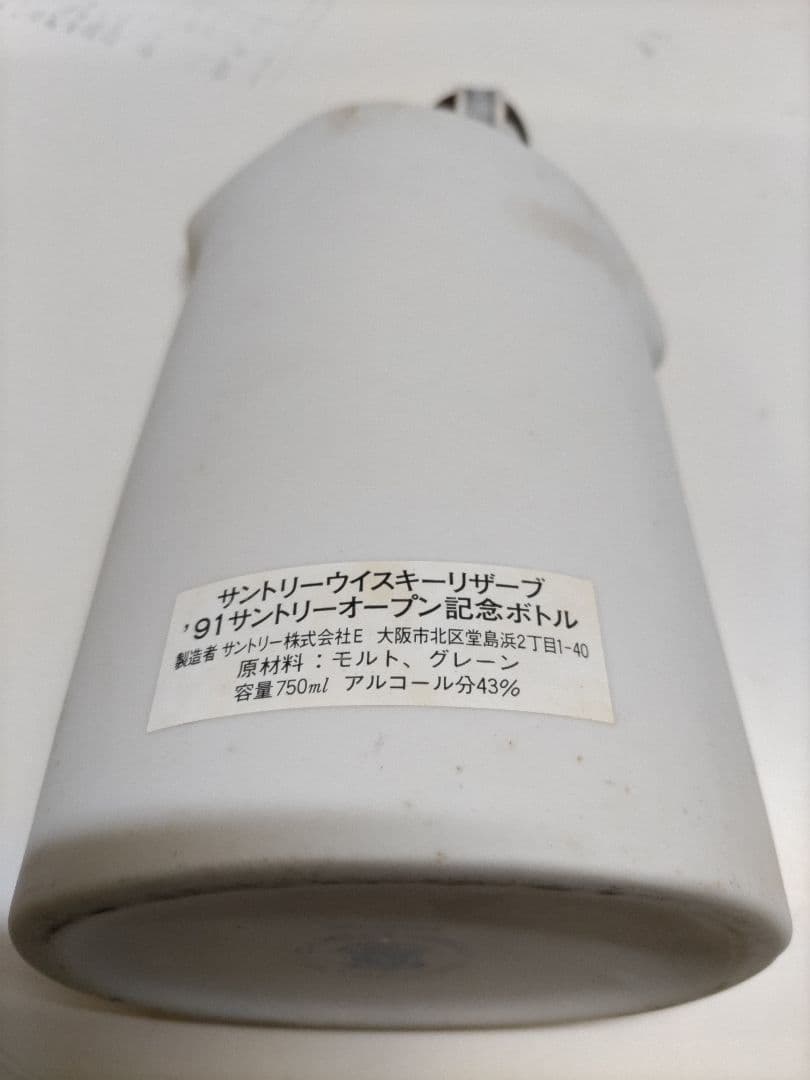 サントリーウイスキーリザーブ
'91サントリーオープン記念ボトル
製造者 サントリー株式会社E 大阪市北区堂島浜2丁目1-40
原材料：モルト、グレーン
容量750ml アルコール分43%